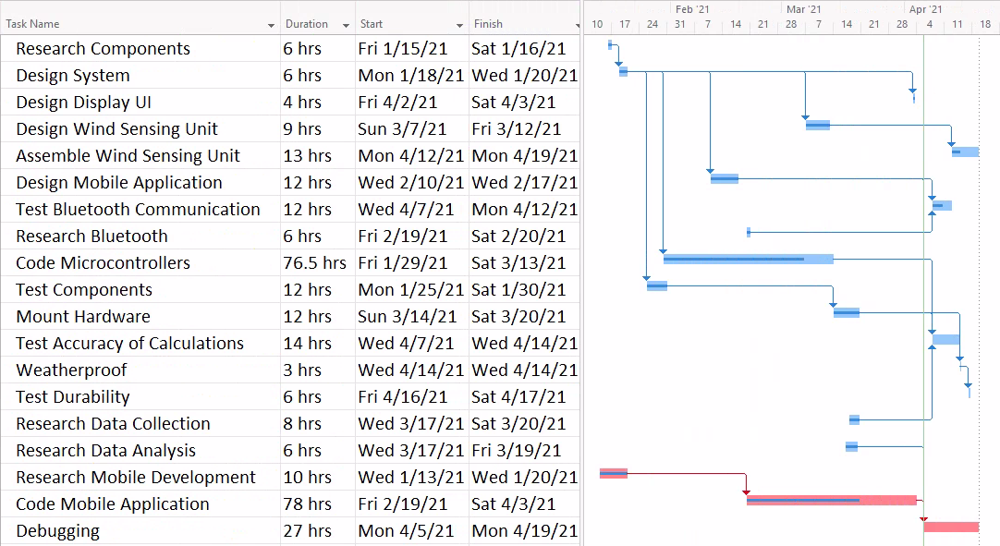 Task Name Duration Start Finish
Feb '21 Mar '21 Apr '21
10 17 24 31 7 14 21 28 7 14 21 28 4 11 18
Research Components 6 hrs Fri 1/15/21 Sat 1/16/21
Design System 6 hrs Mon 1/18/21 Wed 1/20/21
Design Display UI 4 hrs Fri 4/2/21 Sat 4/3/21
Design Wind Sensing Unit 9 hrs Sun 3/7/21 Fri 3/12/21
Assemble Wind Sensing Unit 13 hrs Mon 4/12/21 Mon 4/19/21
Design Mobile Application 12 hrs Wed 2/10/21 Wed 2/17/21
Test Bluetooth Communication 12 hrs Wed 4/7/21 Mon 4/12/21
Research Bluetooth 6 hrs Fri 2/19/21 Sat 2/20/21
Code Microcontrollers 76.5 hrs Fri 1/29/21 Sat 3/13/21
Test Components 12 hrs Mon 1/25/21 Sat 1/30/21
Mount Hardware 12 hrs Sun 3/14/21 Sat 3/20/21
Test Accuracy of Calculations 14 hrs Wed 4/7/21 Wed 4/14/21
Weatherproof 3 hrs Wed 4/14/21 Wed 4/14/21
Test Durability 6 hrs Fri 4/16/21 Sat 4/17/21
Research Data Collection 8 hrs Wed 3/17/21 Sat 3/20/21
Research Data Analysis 6 hrs Wed 3/17/21 Fri 3/19/21
Research Mobile Development 10 hrs Wed 1/13/21 Wed 1/20/21
Code Mobile Application 78 hrs Fri 2/19/21 Sat 4/3/21
Debugging 27 hrs Mon 4/5/21 Mon 4/19/21